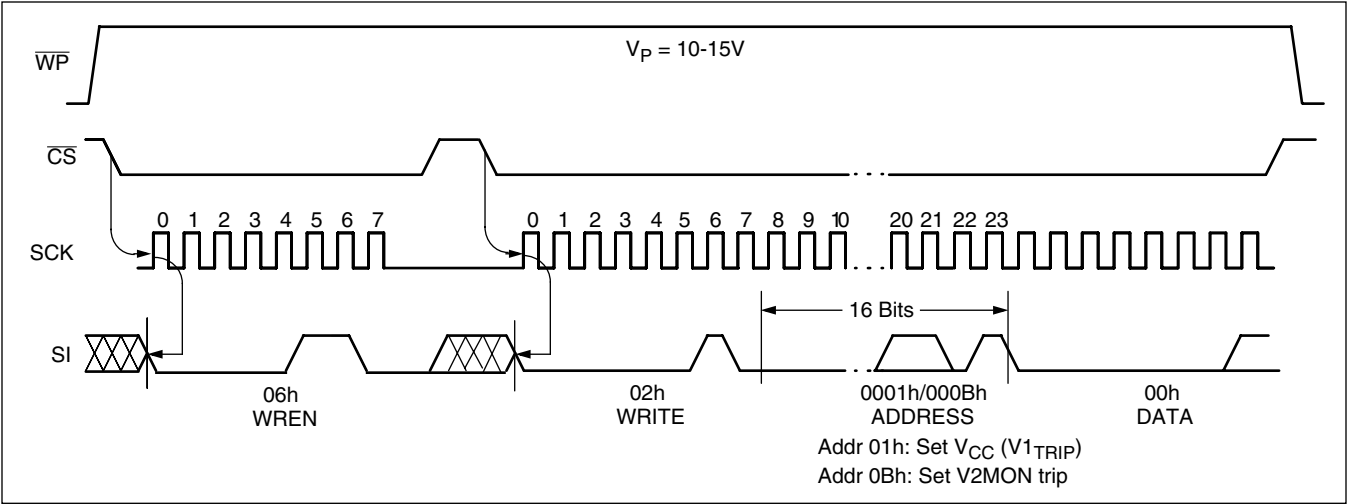 WP
V_P = 10-15V
CS
0 1 2 3 4 5 6 7 0 1 2 3 4 5 6 7 8 9 10 20 21 22 23
SCK
16 Bits
SI
06h 02h 0001h/000Bh 00h
WREN WRITE ADDRESS DATA
Addr 01h: Set V_CC (V1_TRIP)
Addr 0Bh: Set V2MON trip